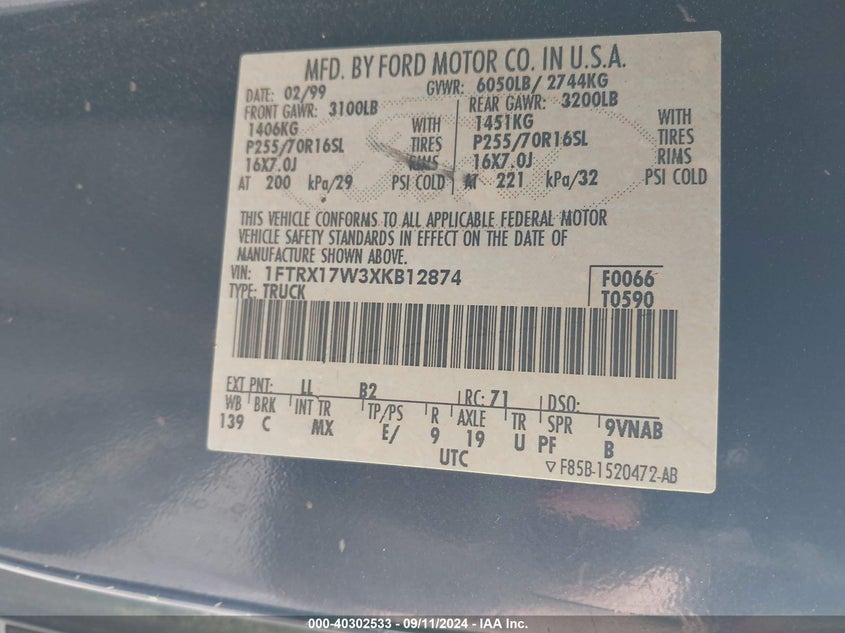 MFD. BY FORD MOTOR CO. IN U.S.A.
DATE: 02/99 GVWR: 6050LB/ 2744KG
FRONT GAWR: 3100LB REAR GAWR: 3200LB
1406KG WITH 1451KG WITH
P255/70R16SL TIRES P255/70R16SL TIRES
16X7.0J RIMS 16X7.0J RIMS
AT 200 kPa/29 PSI COLD AT 221 kPa/32 PSI COLD
THIS VEHICLE CONFORMS TO ALL APPLICABLE FEDERAL MOTOR
VEHICLE SAFETY STANDARDS IN EFFECT ON THE DATE OF
MANUFACTURE SHOWN ABOVE.
VIN: 1FTRX17W3XKB12874 F0066
TYPE: TRUCK T0590
EXT PNT: LL B2 RC: 71 DSO:
WB BRK INT TR TP/PS R AXLE TR SPR 9VNAB
139 C MX E/ 9 19 U PF B
UTC ▽ F85B-1520472-AB
000-40302533 - 09/11/2024 - IAA Inc.